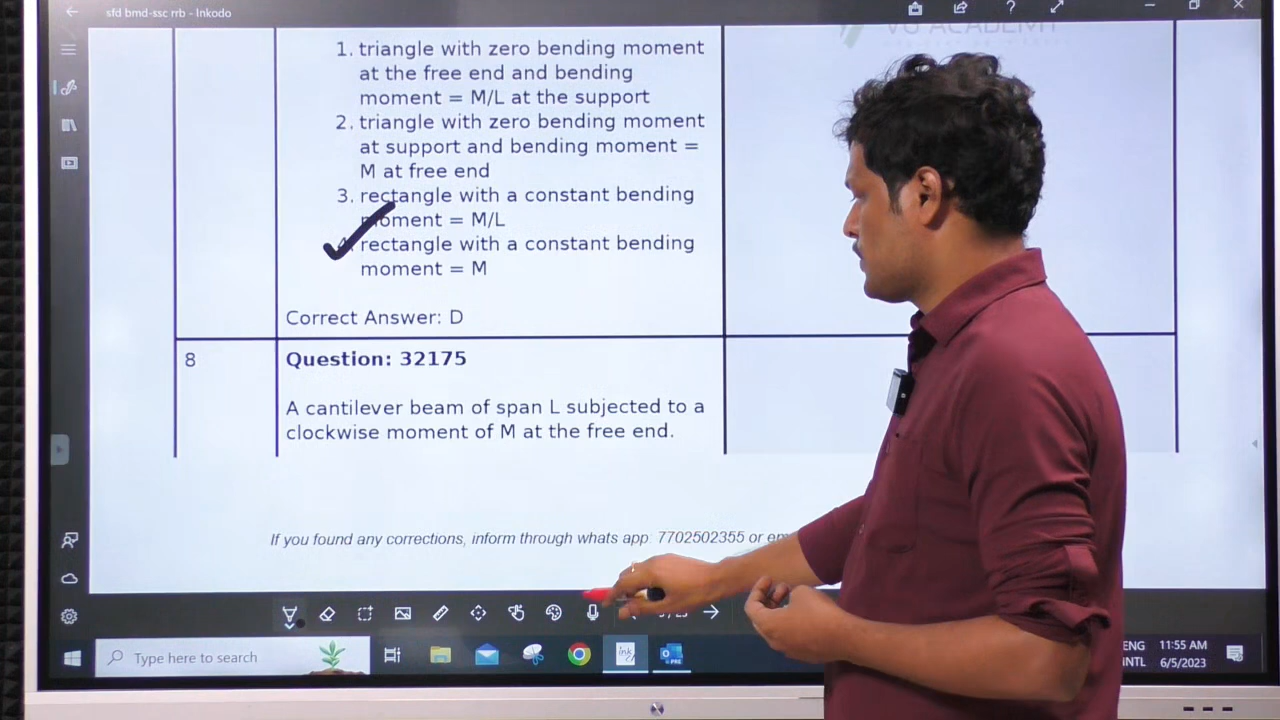 sfd bmd-ssc rrb - Inkodo
VG ACADEMY
1. triangle with zero bending moment
at the free end and bending
moment = M/L at the support
2. triangle with zero bending moment
at support and bending moment =
M at free end
3. rectangle with a constant bending
moment = M/L
rectangle with a constant bending
moment = M
Correct Answer: D
8
Question: 32175
A cantilever beam of span L subjected to a
clockwise moment of M at the free end.
If you found any corrections, inform through whats app 7702502355 or
Type here to search
ENG
INTL
11:55 AM
6/5/2023